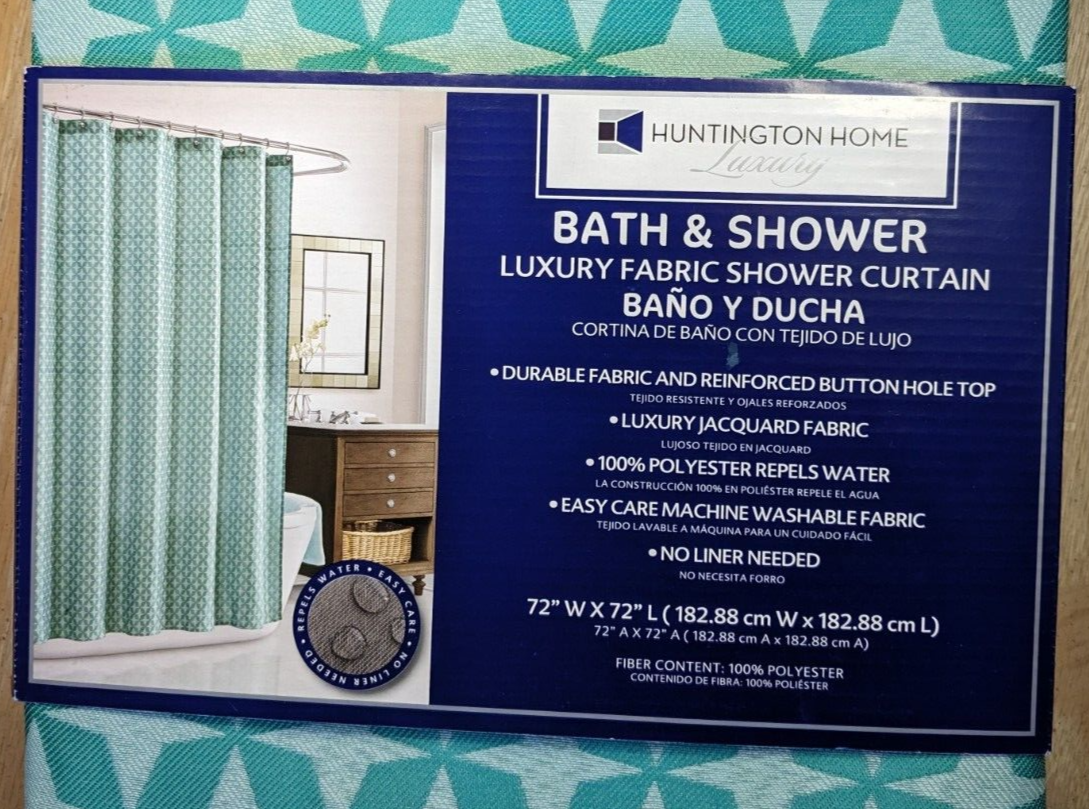 HUNTINGTON HOME
Luxury
BATH & SHOWER
LUXURY FABRIC SHOWER CURTAIN
BAÑO Y DUCHA
CORTINA DE BAÑO CON TEJIDO DE LUJO
• DURABLE FABRIC AND REINFORCED BUTTON HOLE TOP
TEJIDO RESISTENTE Y OJALES REFORZADOS
• LUXURY JACQUARD FABRIC
LUJOSO TEJIDO EN JACQUARD
• 100% POLYESTER REPELS WATER
LA CONSTRUCCIÓN 100% EN POLIÉSTER REPELE EL AGUA
• EASY CARE MACHINE WASHABLE FABRIC
TEJIDO LAVABLE A MÁQUINA PARA UN CUIDADO FÁCIL
• NO LINER NEEDED
NO NECESITA FORRO
72” W X 72” L ( 182.88 cm W x 182.88 cm L)
72” A X 72” A ( 182.88 cm A x 182.88 cm A)
FIBER CONTENT: 100% POLYESTER
CONTENIDO DE FIBRA: 100% POLIÉSTER
REPELS WATER • EASY CARE • NO LINER NEEDED •